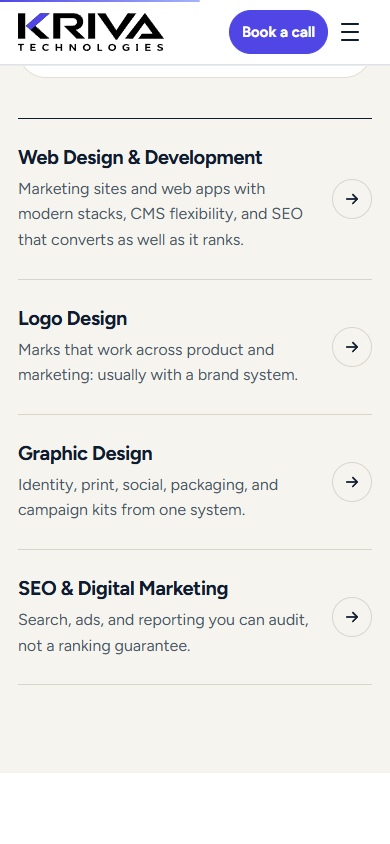 KRIVA
TECHNOLOGIES
Book a call
Web Design & Development
Marketing sites and web apps with
modern stacks, CMS flexibility, and SEO
that converts as well as it ranks.
Logo Design
Marks that work across product and
marketing: usually with a brand system.
Graphic Design
Identity, print, social, packaging, and
campaign kits from one system.
SEO & Digital Marketing
Search, ads, and reporting you can audit,
not a ranking guarantee.